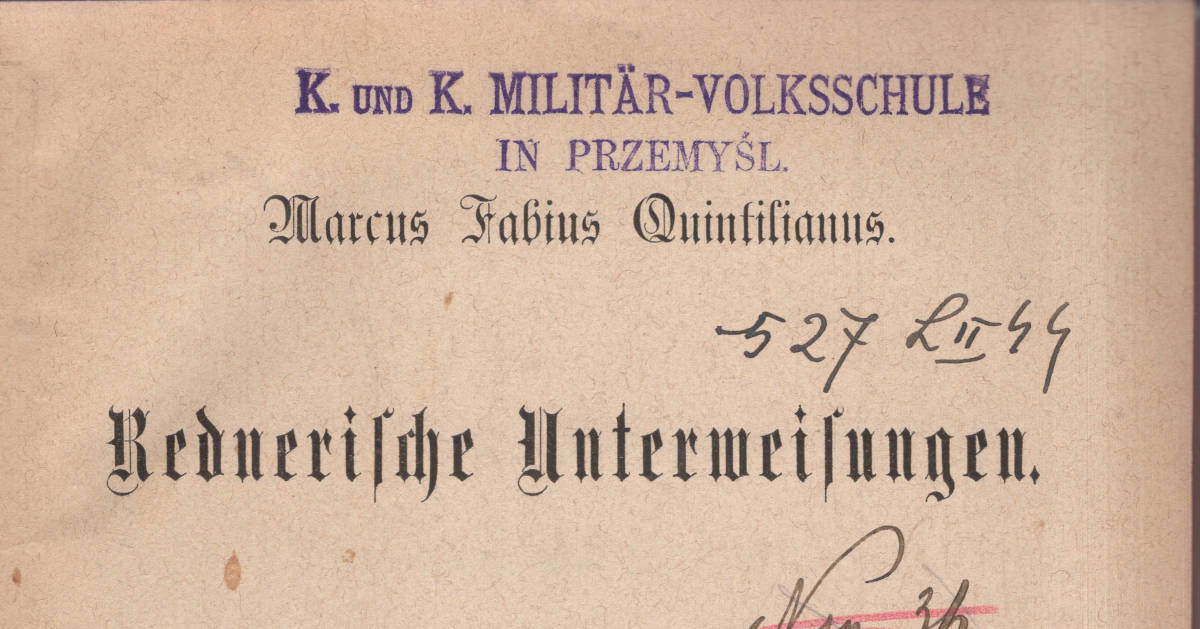 K. UND K. MILITÄR-VOLKSSCHULE
IN PRZEMYŚL.
Marcus Fabius Quintilianus.
527 L II 44
Rednerische Unterweisungen.